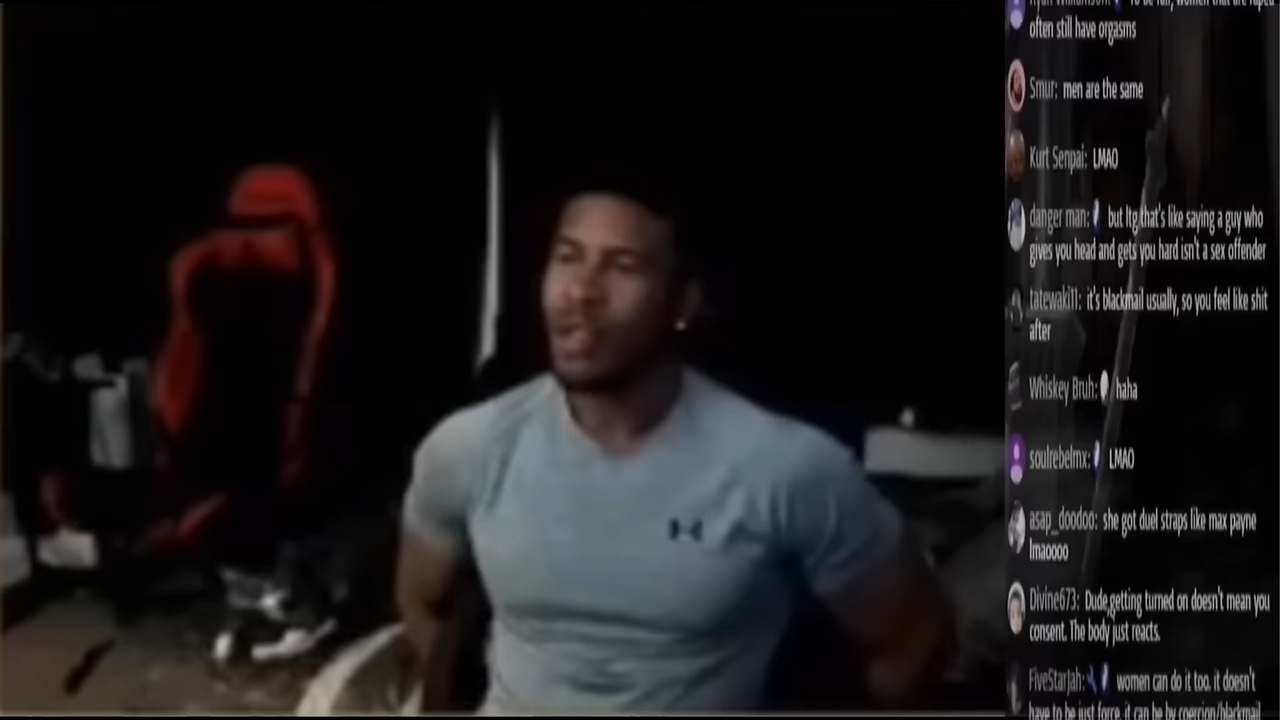 often still have orgasms
Smur: men are the same
Kurt Senpai: LMAO
danger man: but ltg that's like saying a guy who
gives you head and gets you hard isn't a sex offender
tatewaki11: it's blackmail usually, so you feel like shit
after
Whiskey Bruh: haha
soulrebelmx: LMAO
asap_doodoo: she got duel straps like max payne
lmaoooo
Divine673: Dude,getting turned on doesn't mean you
consent. The body just reacts.
FiveStarJah: women can do it too. it doesn't
have to be just force, it can be by coercion/blackmail